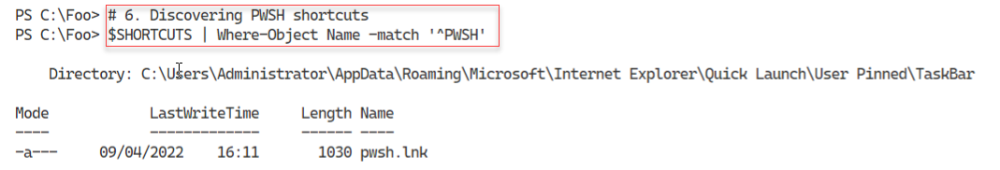 PS C:\Foo> # 6. Discovering PWSH shortcuts
PS C:\Foo> $SHORTCUTS | Where-Object Name -match '^PWSH'
Directory: C:\Users\Administrator\AppData\Roaming\Microsoft\Internet Explorer\Quick Launch\User Pinned\TaskBar
Mode LastWriteTime Length Name
---- ------------- ------ ----
-a--- 09/04/2022 16:11 1030 pwsh.lnk